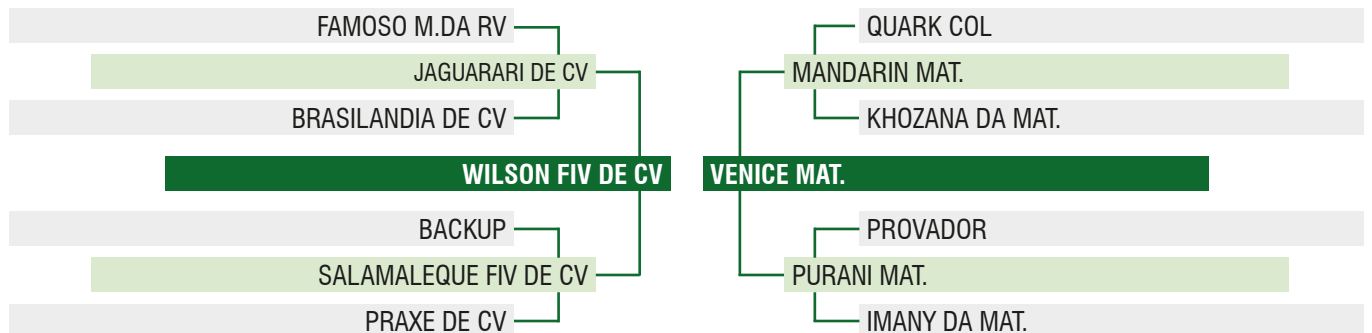 FAMOSO M.DA RV
JAGUARARI DE CV
BRASILANDIA DE CV
WILSON FIV DE CV
BACKUP
SALAMALEQUE FIV DE CV
PRAXE DE CV
QUARK COL
MANDARIN MAT.
KHOZANA DA MAT.
VENICE MAT.
PROVADOR
PURANI MAT.
IMANY DA MAT.